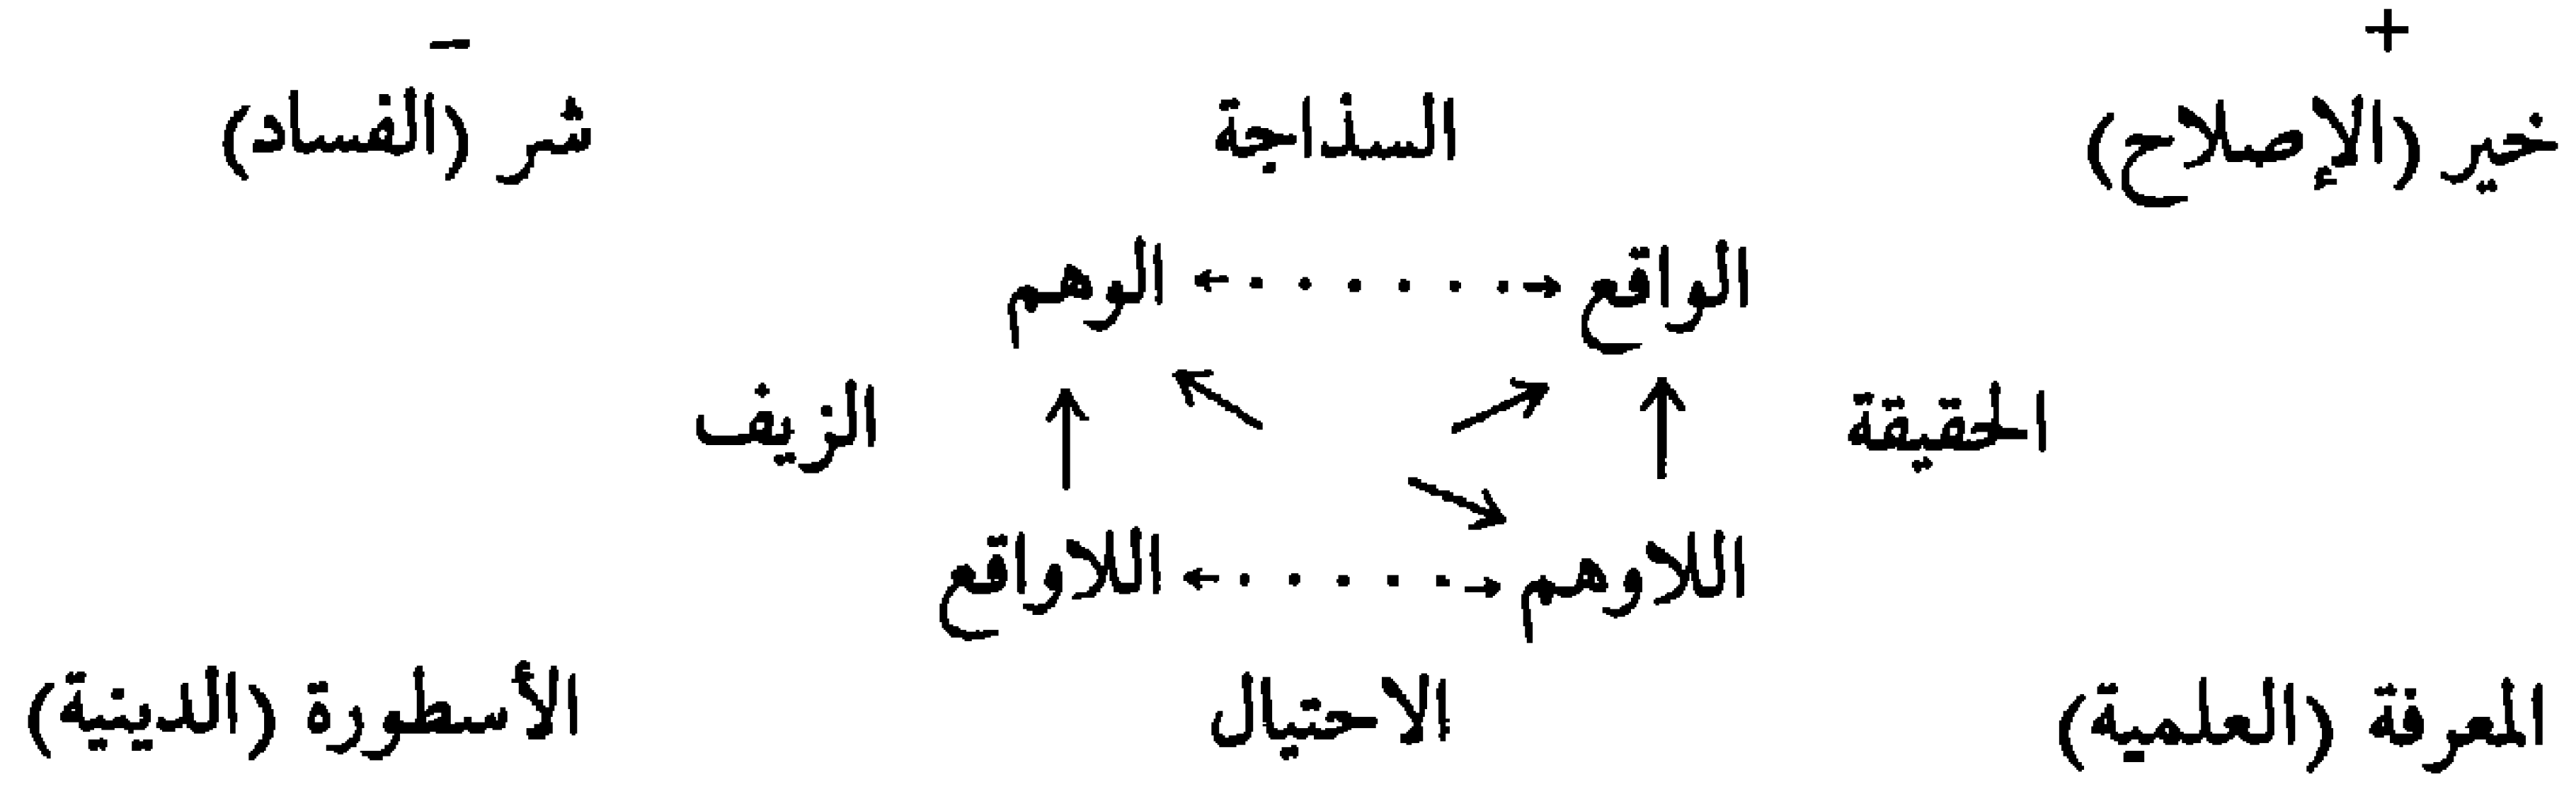 + −
خير (الإصلاح) السذاجة شر (الفساد)
الواقع ←······→ الوهم
الحقيقة الزيف
اللاوهم ←·····→ اللاواقع
المعرفة (العلمية) الاحتيال الأسطورة (الدينية)